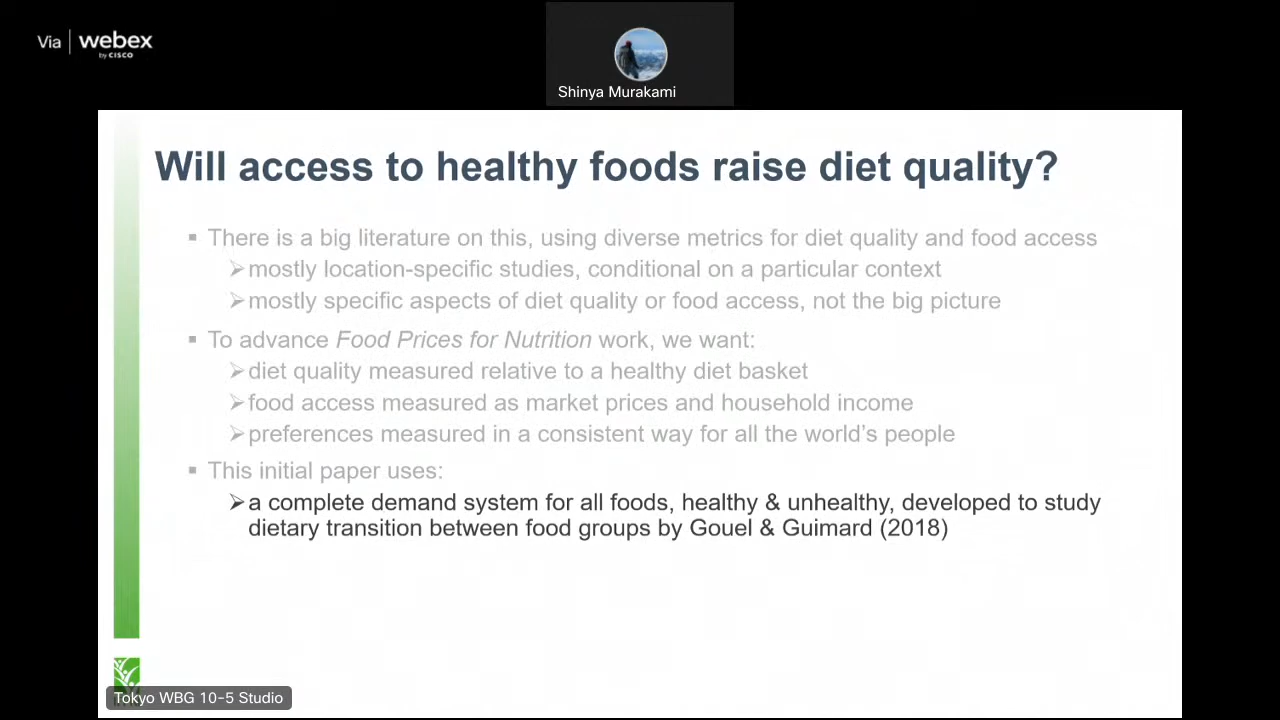 Via webex
by CISCO
Shinya Murakami
Will access to healthy foods raise diet quality?
▪ There is a big literature on this, using diverse metrics for diet quality and food access
➢mostly location-specific studies, conditional on a particular context
➢mostly specific aspects of diet quality or food access, not the big picture
▪ To advance Food Prices for Nutrition work, we want:
➢diet quality measured relative to a healthy diet basket
➢food access measured as market prices and household income
➢preferences measured in a consistent way for all the world's people
▪ This initial paper uses:
➢a complete demand system for all foods, healthy & unhealthy, developed to study
dietary transition between food groups by Gouel & Guimard (2018)
Tokyo WBG 10-5 Studio